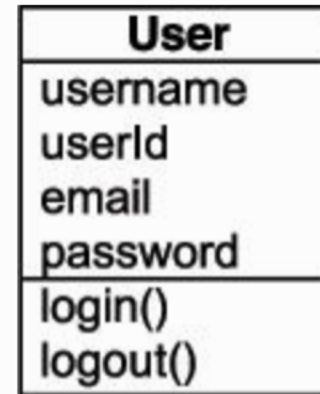 User
username
userId
email
password
login()
logout()